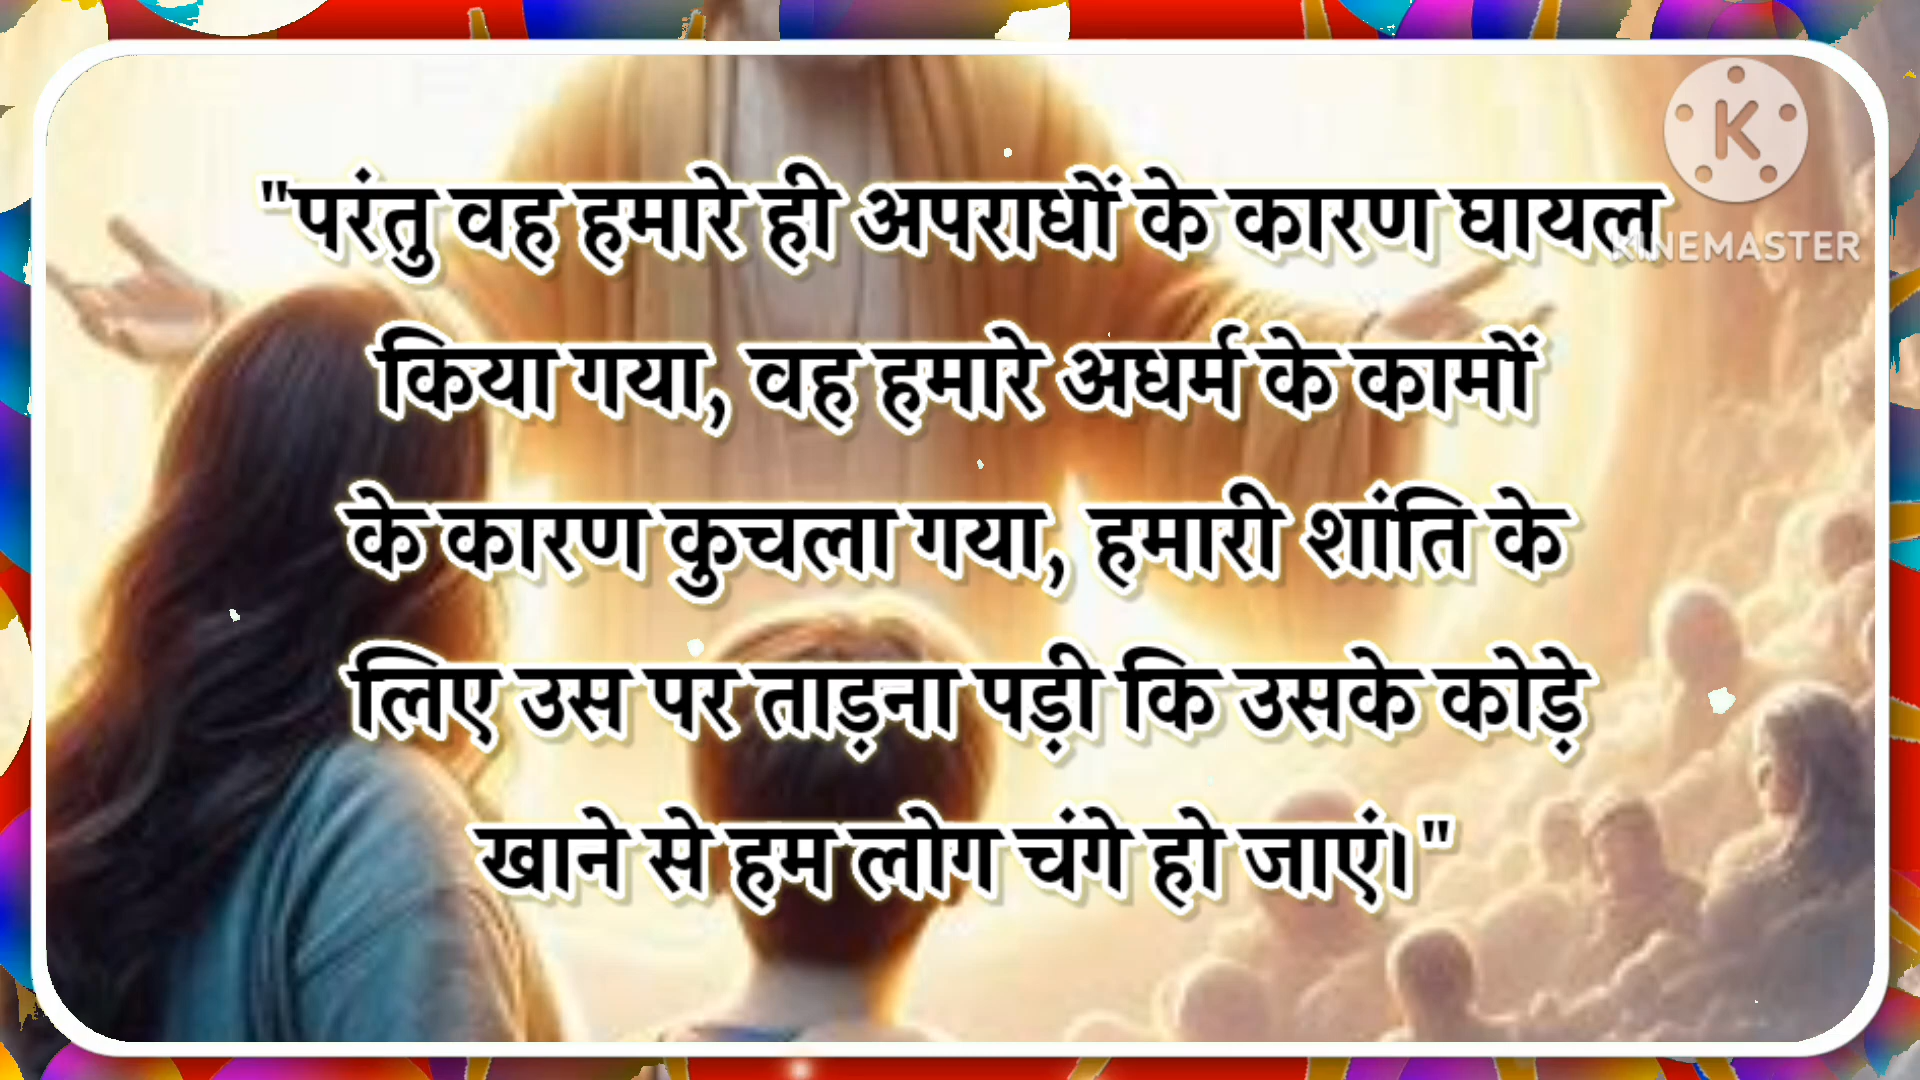 "परंतु वह हमारे ही अपराधों के कारण घायल
किया गया, वह हमारे अधर्म के कामों
के कारण कुचला गया, हमारी शांति के
लिए उस पर ताड़ना पड़ी कि उसके कोड़े
खाने से हम लोग चंगे हो जाएं।"
K
KINEMASTER